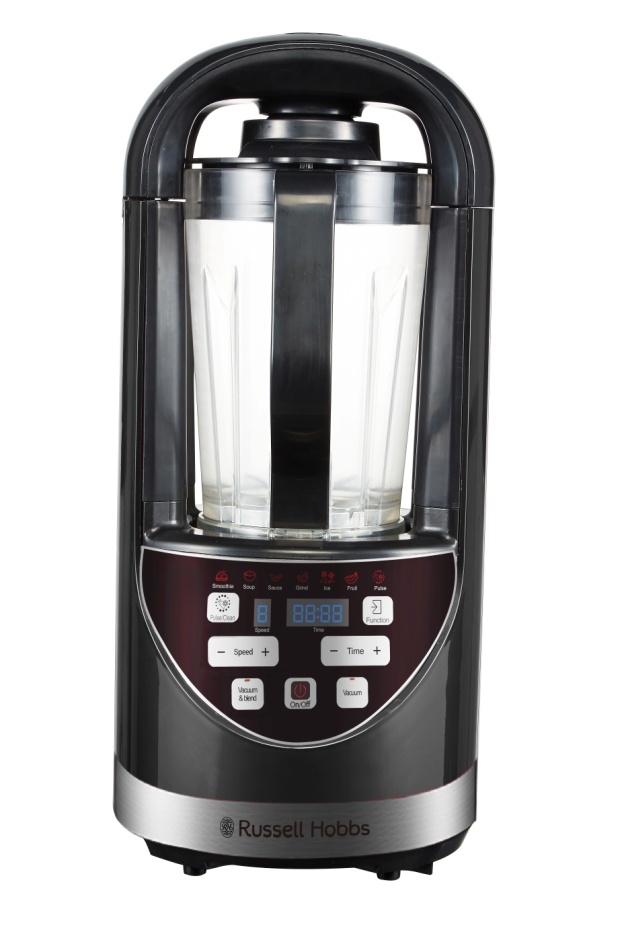 Smoothie Soup Sauce Grind Ice Fruit Pulse
Pulse/Clean
8
88:88
Function
Speed
Time
− Speed +
− Time +
Vacuum
& blend
On/Off
Vacuum
Russell Hobbs